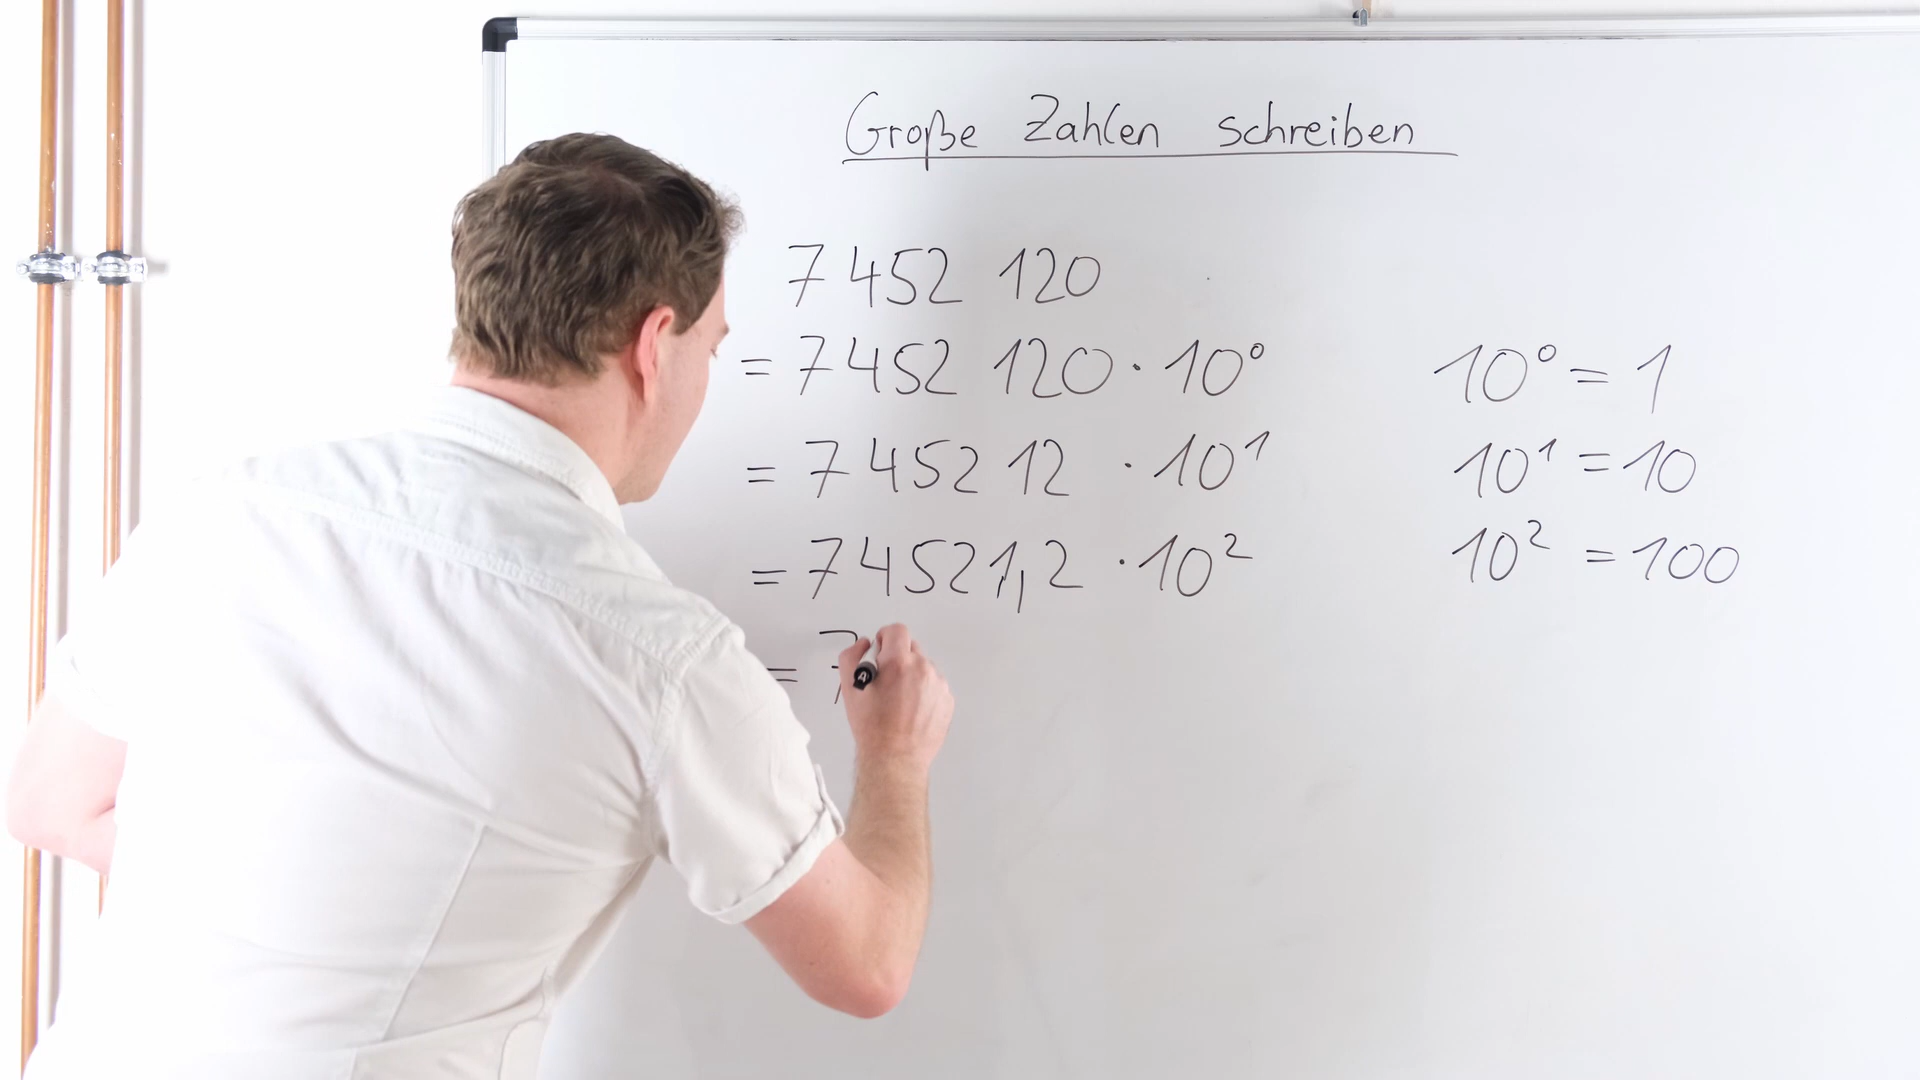 Große Zahlen schreiben
7 452 120
= 7 452 120 · 10⁰
10⁰ = 1
= 7 452 12 · 10¹
10¹ = 10
= 74521,2 · 10²
10² = 100
= 7
A